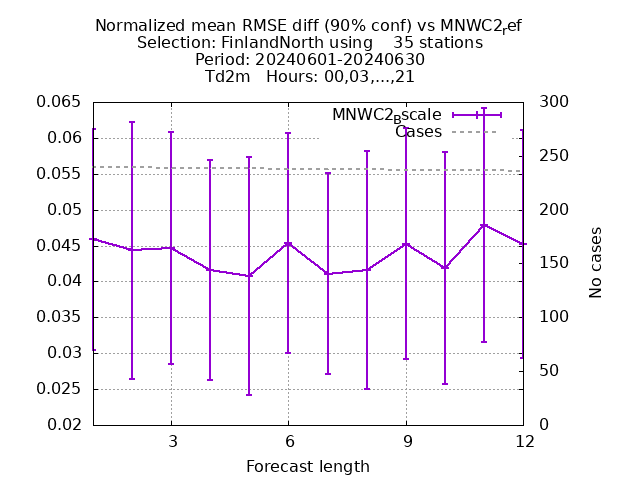 Normalized mean RMSE diff (90% conf) vs MNWC2_ref
Selection: FinlandNorth using    35 stations
Period: 20240601-20240630
Td2m   Hours: 00,03,...,21
MNWC2_Bscale
Cases
0.065
0.06
0.055
0.05
0.045
0.04
0.035
0.03
0.025
0.02
300
250
200
150
100
50
0
No cases
3
6
9
12
Forecast length